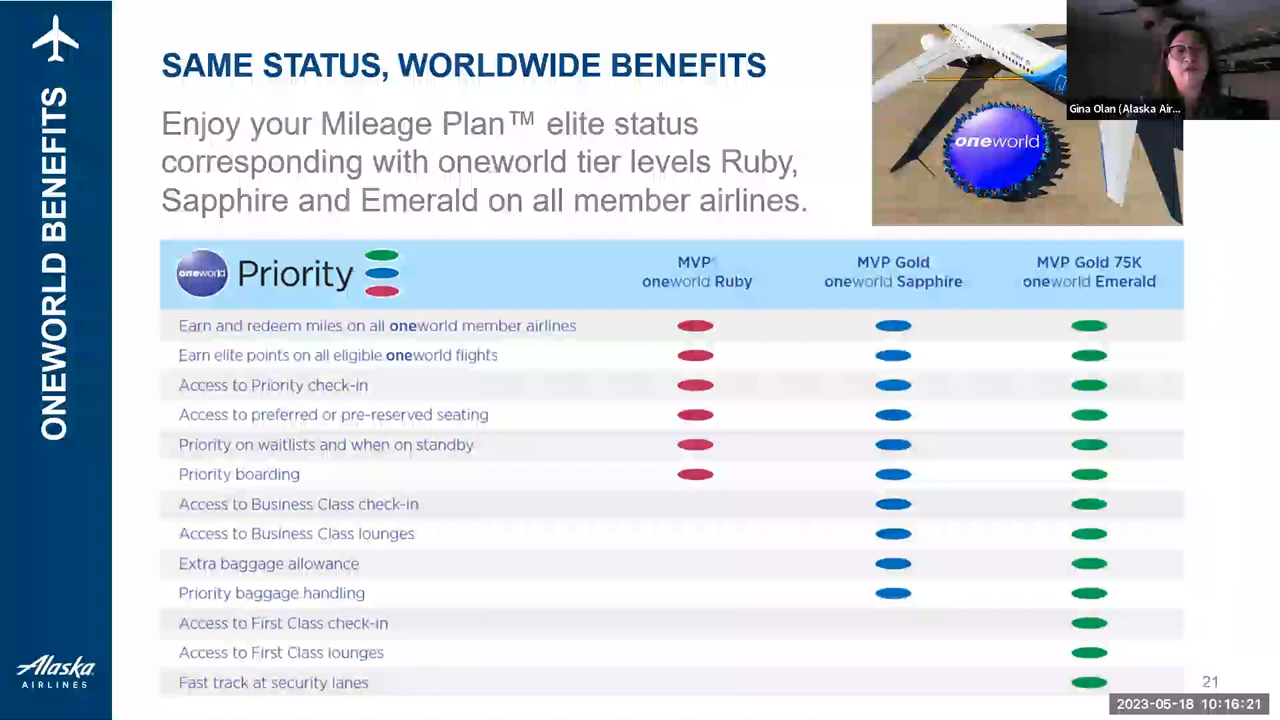 ONEWORLD BENEFITS
SAME STATUS, WORLDWIDE BENEFITS
Enjoy your Mileage Plan™ elite status
corresponding with oneworld tier levels Ruby,
Sapphire and Emerald on all member airlines.
oneworld
Gina Olan (Alaska Air...
oneworld Priority
MVP®
oneworld Ruby
MVP Gold
oneworld Sapphire
MVP Gold 75K
oneworld Emerald
Earn and redeem miles on all oneworld member airlines
Earn elite points on all eligible oneworld flights
Access to Priority check-in
Access to preferred or pre-reserved seating
Priority on waitlists and when on standby
Priority boarding
Access to Business Class check-in
Access to Business Class lounges
Extra baggage allowance
Priority baggage handling
Access to First Class check-in
Access to First Class lounges
Fast track at security lanes
Alaska
AIRLINES
21
2023-05-18 10:16:21